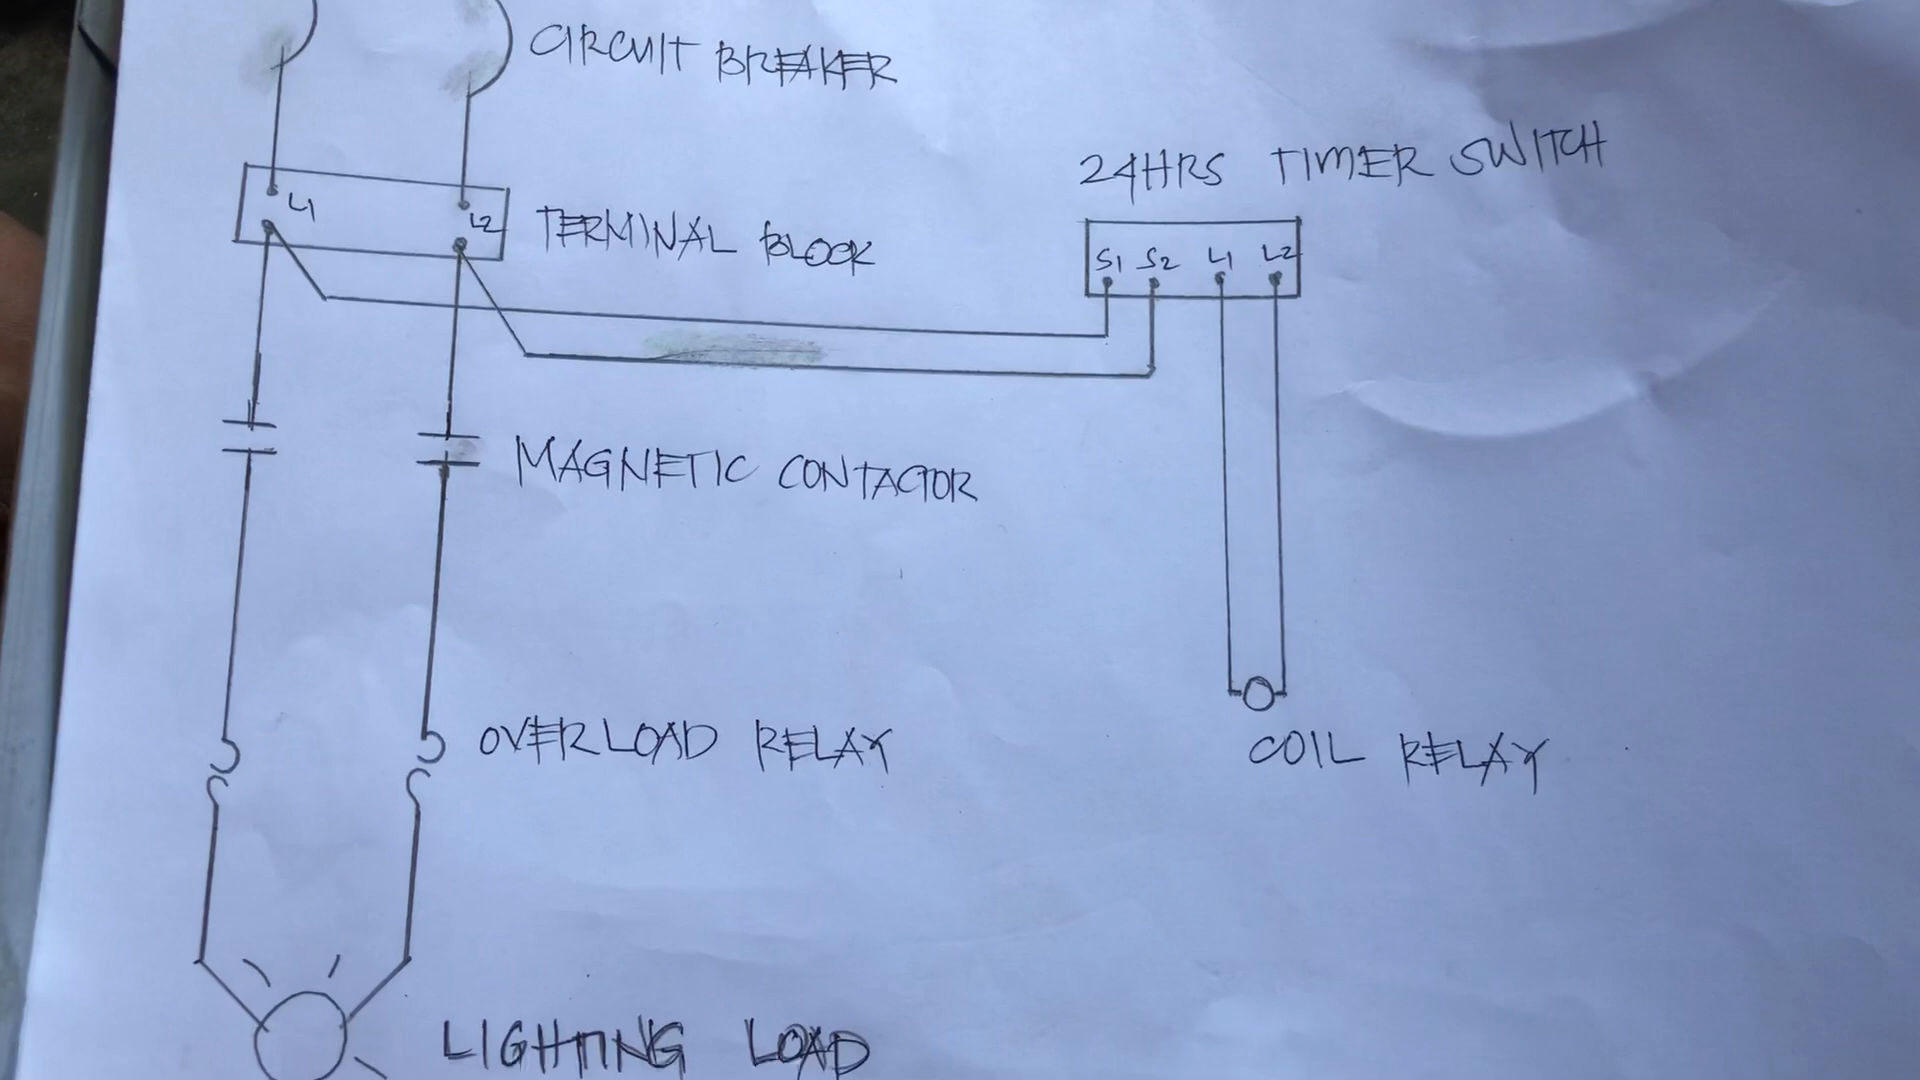 CIRCUIT BREAKER
24HRS TIMER SWITCH
L1 L2
TERMINAL BLOCK
S1 S2 L1 L2
MAGNETIC CONTACTOR
OVERLOAD RELAY
COIL RELAY
LIGHTING LOAD